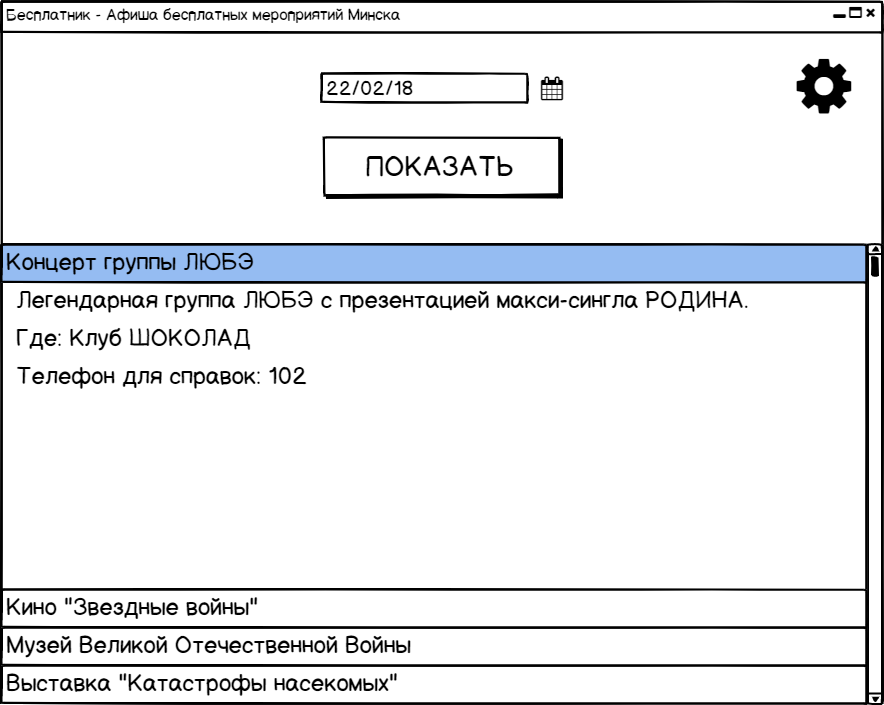 Бесплатник - Афиша бесплатных мероприятий Минска
22/02/18
ПОКАЗАТЬ
Концерт группы ЛЮБЭ
Легендарная группа ЛЮБЭ с презентацией макси-сингла РОДИНА.
Где: Клуб ШОКОЛАД
Телефон для справок: 102
Кино "Звездные войны"
Музей Великой Отечественной Войны
Выставка "Катастрофы насекомых"